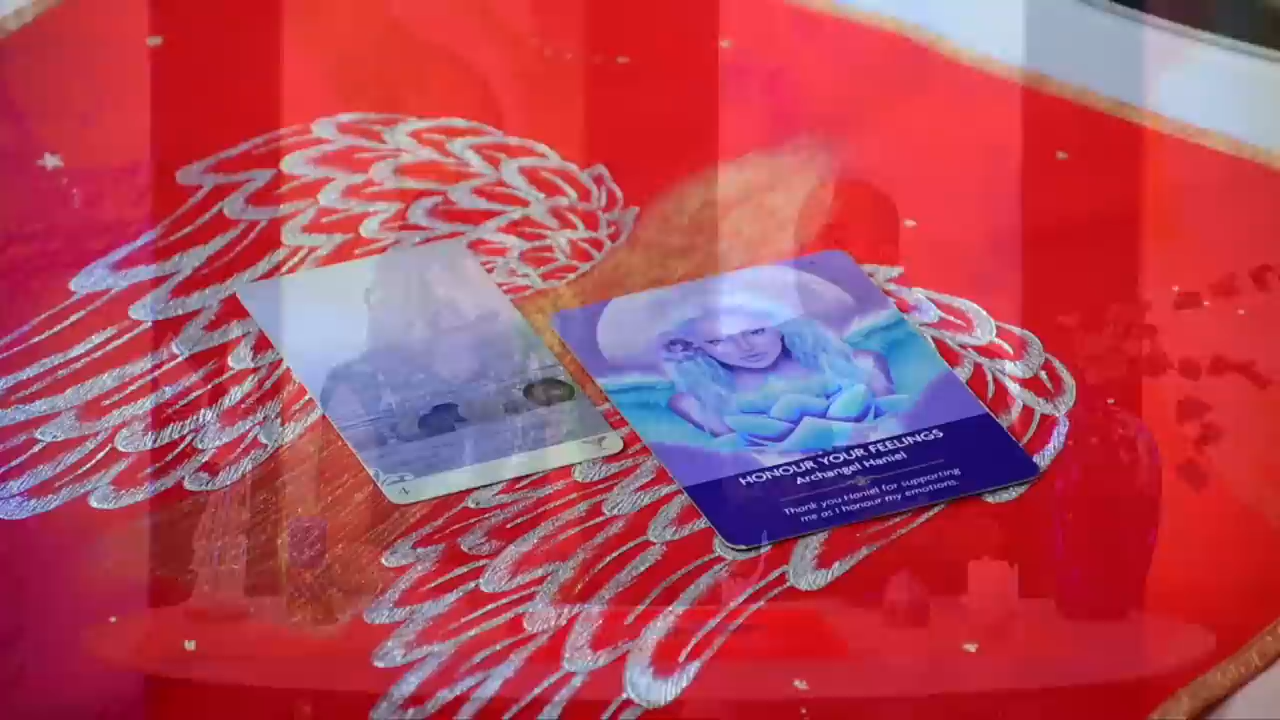 HONOUR YOUR FEELINGS
Archangel Haniel
Thank you Haniel for supporting
me as I honour my emotions.